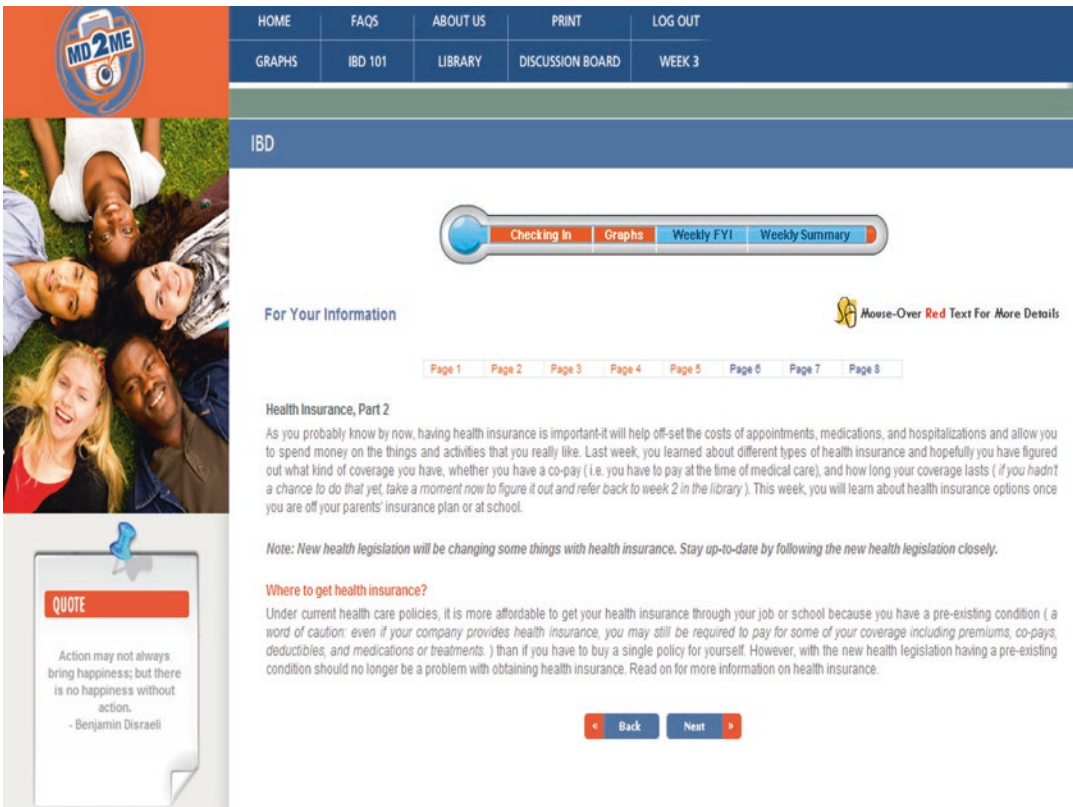 MD2ME
HOME FAQS ABOUT US PRINT LOG OUT
GRAPHS IBD 101 LIBRARY DISCUSSION BOARD WEEK 3
IBD
Checking In Graphs Weekly FYI Weekly Summary
For Your Information
Mouse-Over Red Text For More Details
Page 1 Page 2 Page 3 Page 4 Page 5 Page 6 Page 7 Page 8
Health Insurance, Part 2
As you probably know by now, having health insurance is important-it will help off-set the costs of appointments, medications, and hospitalizations and allow you
to spend money on the things and activities that you really like. Last week, you learned about different types of health insurance and hopefully you have figured
out what kind of coverage you have, whether you have a co-pay ( i.e. you have to pay at the time of medical care), and how long your coverage lasts ( if you hadn't
a chance to do that yet, take a moment now to figure it out and refer back to week 2 in the library ). This week, you will learn about health insurance options once
you are off your parents' insurance plan or at school.
Note: New health legislation will be changing some things with health insurance. Stay up-to-date by following the new health legislation closely.
Where to get health insurance?
Under current health care policies, it is more affordable to get your health insurance through your job or school because you have a pre-existing condition ( a
word of caution: even if your company provides health insurance, you may still be required to pay for some of your coverage including premiums, co-pays,
deductibles, and medications or treatments. ) than if you have to buy a single policy for yourself. However, with the new health legislation having a pre-existing
condition should no longer be a problem with obtaining health insurance. Read on for more information on health insurance.
« Back Next »
QUOTE
Action may not always
bring happiness; but there
is no happiness without
action.
- Benjamin Disraeli